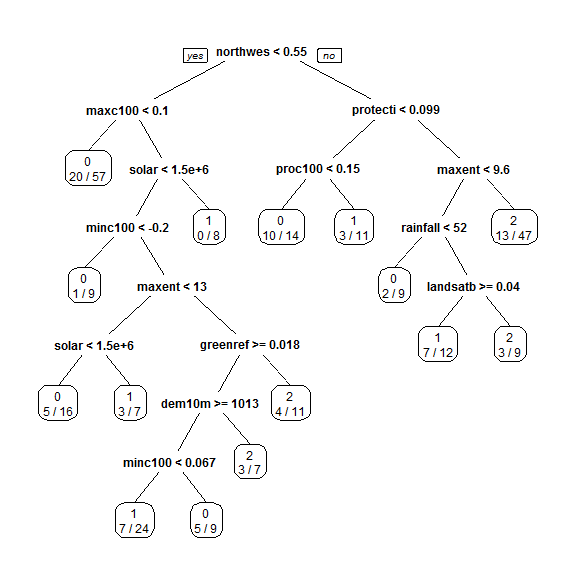 yes northwes < 0.55 no
maxc100 < 0.1
protecti < 0.099
0
20 / 57
solar < 1.5e+6
proc100 < 0.15
maxent < 9.6
minc100 < -0.2
1
0 / 8
0
10 / 14
1
3 / 11
rainfall < 52
2
13 / 47
0
1 / 9
maxent < 13
0
2 / 9
landsatb >= 0.04
solar < 1.5e+6
greenref >= 0.018
1
7 / 12
2
3 / 9
0
5 / 16
1
3 / 7
dem10m >= 1013
2
4 / 11
minc100 < 0.067
2
3 / 7
1
7 / 24
0
5 / 9